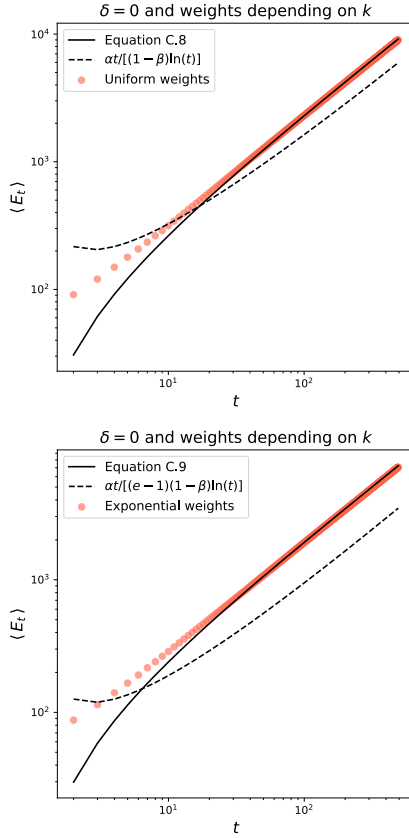 δ = 0 and weights depending on k
Equation C.8
αt/[(1−β)ln(t)]
Uniform weights
10⁴
10³
10²
⟨E_t⟩
10¹
10²
t
δ = 0 and weights depending on k
Equation C.9
αt/[(e−1)(1−β)ln(t)]
Exponential weights
10³
10²
⟨E_t⟩
10¹
10²
t